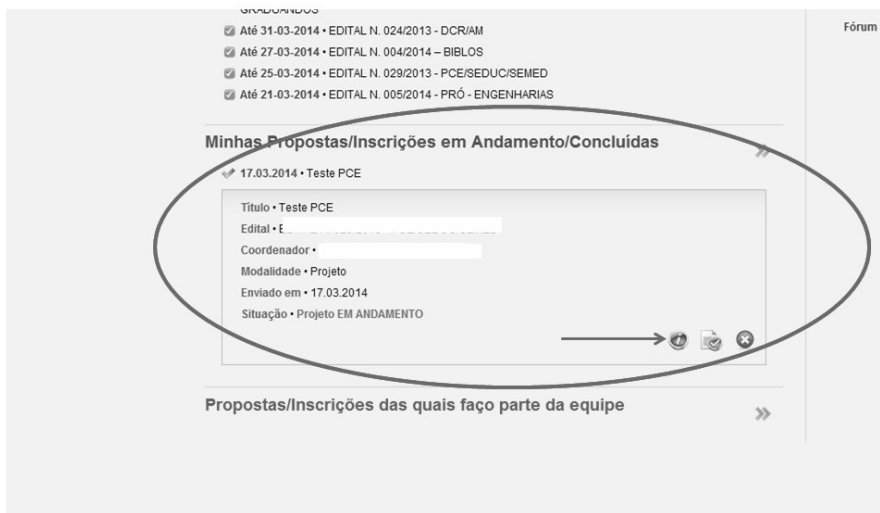 GRADUANDOS
Fórum
Até 31-03-2014 • EDITAL N. 024/2013 - DCR/AM
Até 27-03-2014 • EDITAL N. 004/2014 – BIBLOS
Até 25-03-2014 • EDITAL N. 029/2013 - PCE/SEDUC/SEMED
Até 21-03-2014 • EDITAL N. 005/2014 - PRÓ - ENGENHARIAS
Minhas Propostas/Inscrições em Andamento/Concluídas
17.03.2014 • Teste PCE
Título • Teste PCE
Edital •
Coordenador •
Modalidade • Projeto
Enviado em • 17.03.2014
Situação • Projeto EM ANDAMENTO
Propostas/Inscrições das quais faço parte da equipe